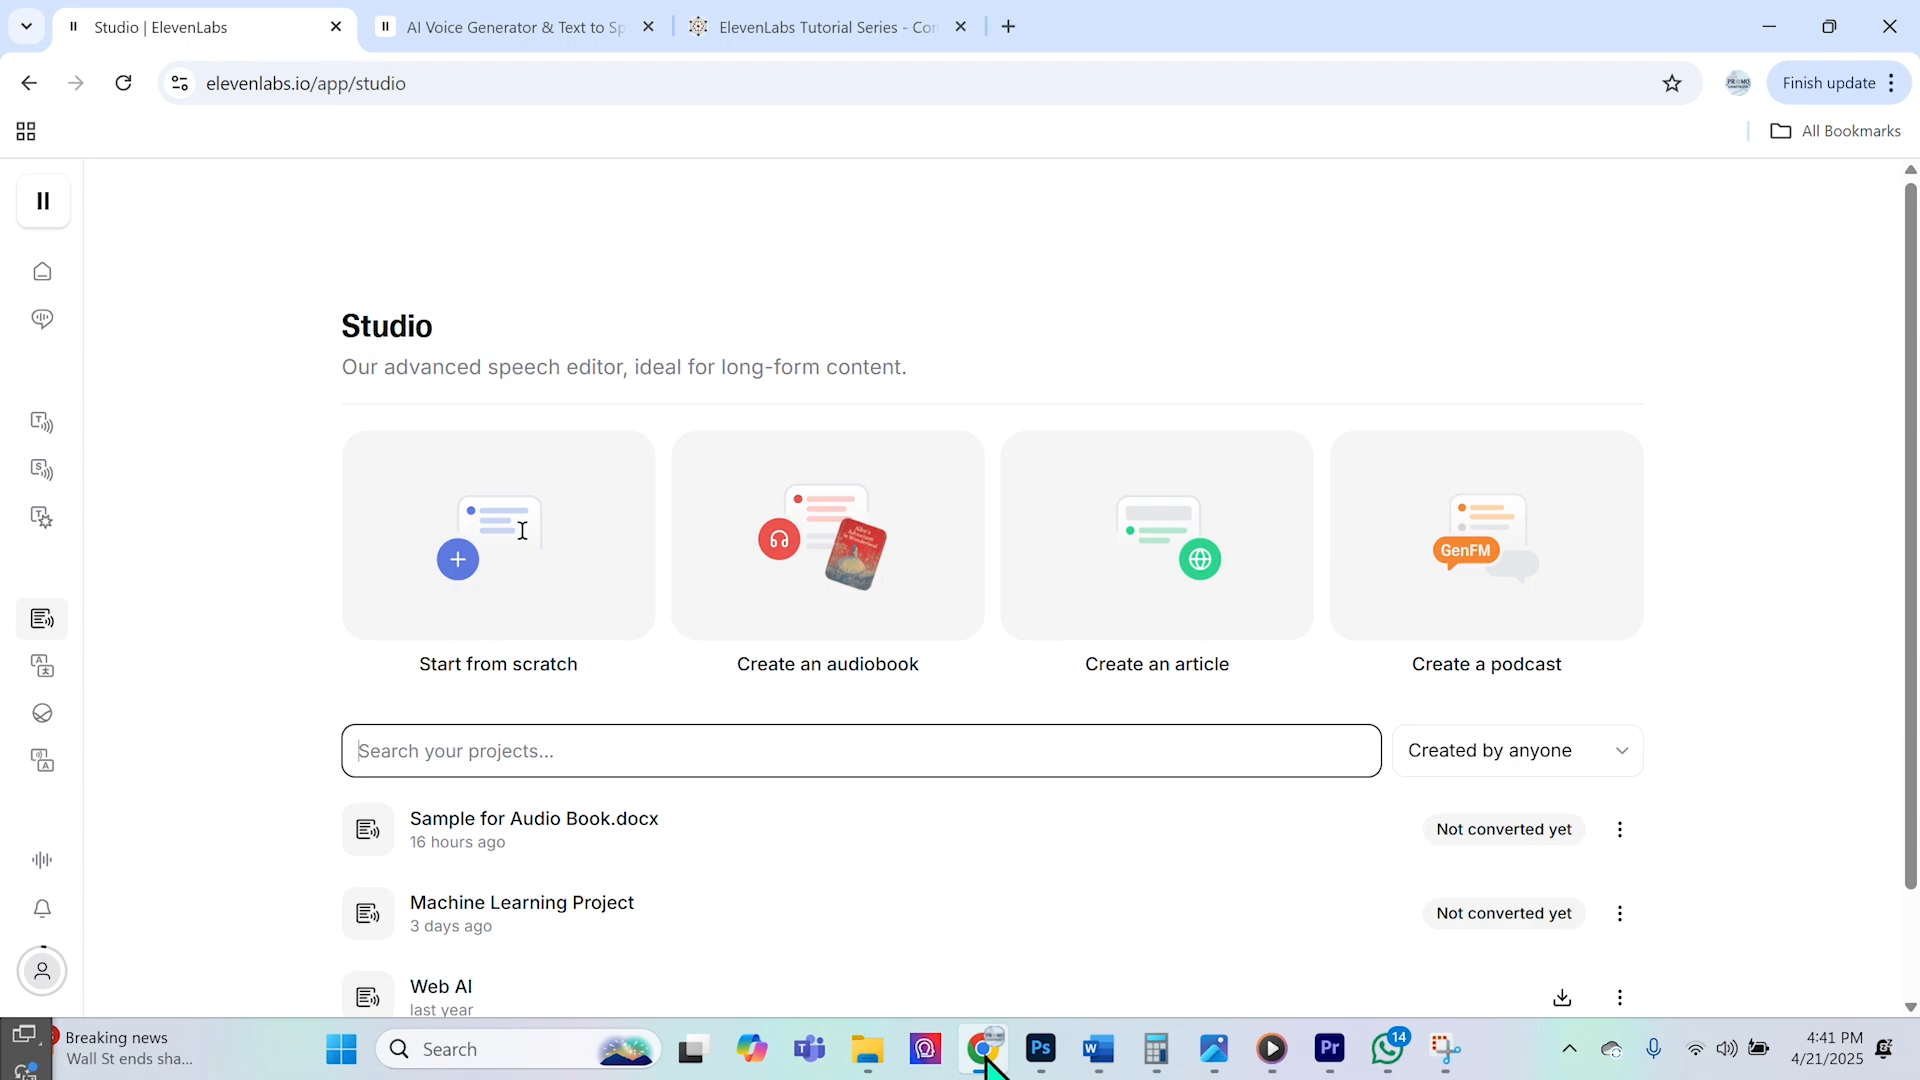 Studio | ElevenLabs
AI Voice Generator & Text to Sp
ElevenLabs Tutorial Series - Con
elevenlabs.io/app/studio
PROMO
Finish update
All Bookmarks
Studio
Our advanced speech editor, ideal for long-form content.
GenFM
Start from scratch
Create an audiobook
Create an article
Create a podcast
Search your projects...
Created by anyone
Sample for Audio Book.docx
16 hours ago
Not converted yet
Machine Learning Project
3 days ago
Not converted yet
Web AI
last year
Breaking news
Wall St ends sha...
Search
Ps
Pr
14
4:41 PM
4/21/2025